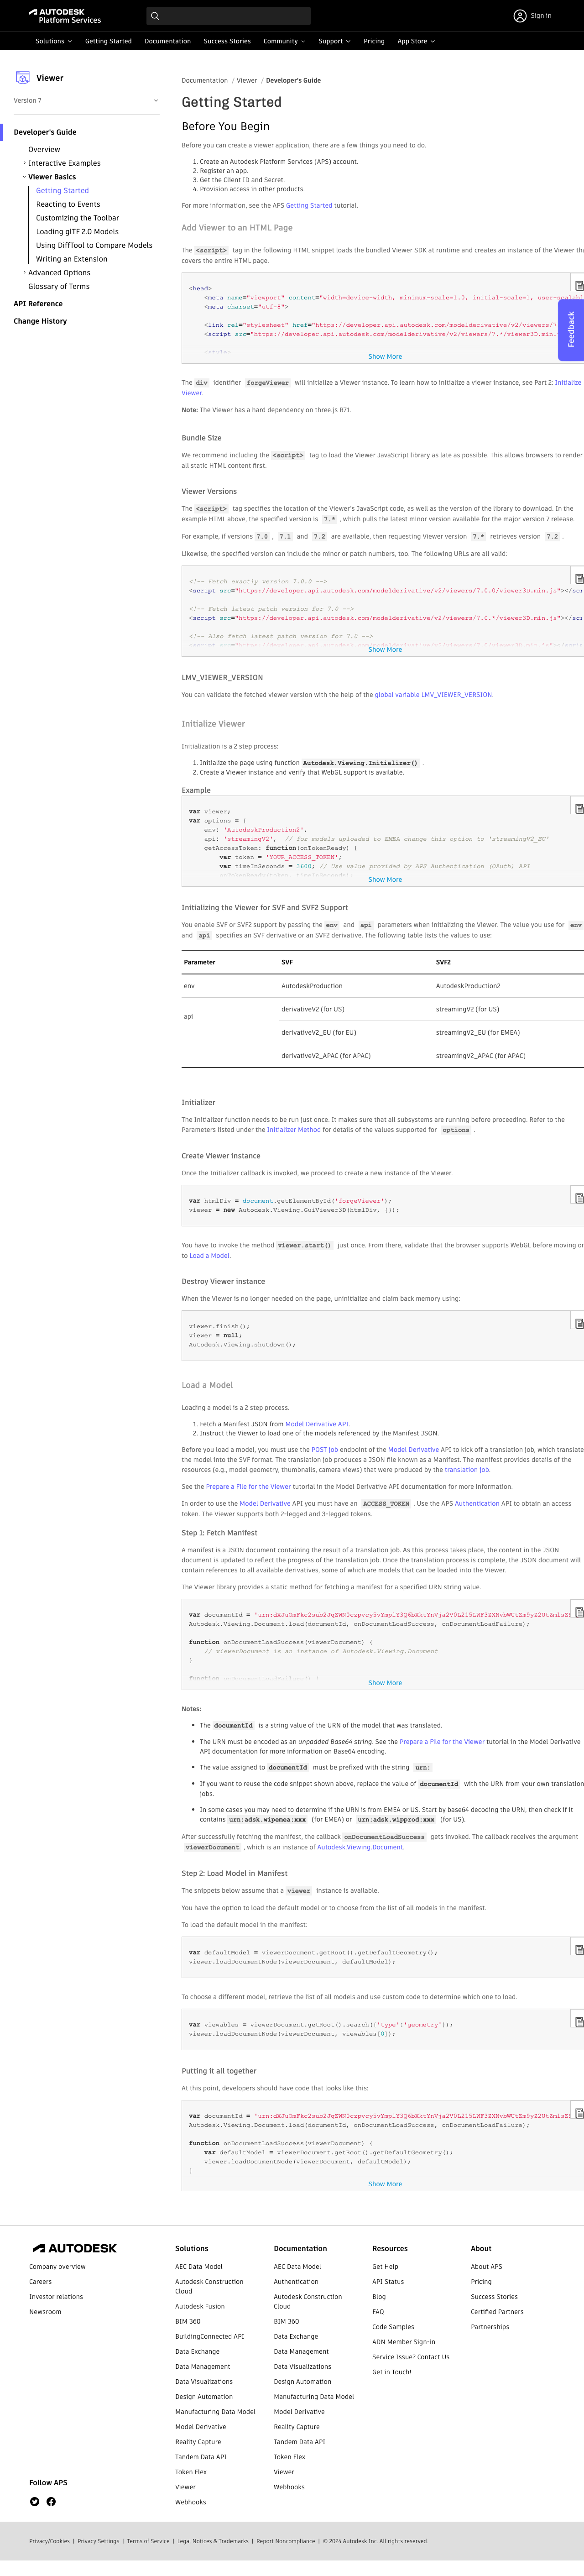 AUTODESK
Platform Services
Sign in
Solutions
Getting Started
Documentation
Success Stories
Community
Support
Pricing
App Store
Viewer
Version 7
Developer's Guide
Overview
Interactive Examples
Viewer Basics
Getting Started
Reacting to Events
Customizing the Toolbar
Loading glTF 2.0 Models
Using DiffTool to Compare Models
Writing an Extension
Advanced Options
Glossary of Terms
API Reference
Change History
Feedback
Documentation / Viewer / Developer's Guide
Getting Started
Before You Begin
Before you can create a viewer application, there are a few things you need to do.
1. Create an Autodesk Platform Services (APS) account.
2. Register an app.
3. Get the Client ID and Secret.
4. Provision access in other products.
For more information, see the APS Getting Started tutorial.
Add Viewer to an HTML Page
The <script> tag in the following HTML snippet loads the bundled Viewer SDK at runtime and creates an instance of the Viewer tha
covers the entire HTML page.
<head>
<meta name="viewport" content="width=device-width, minimum-scale=1.0, initial-scale=1, user-scalabl
<meta charset="utf-8">
<link rel="stylesheet" href="https://developer.api.autodesk.com/modelderivative/v2/viewers/7
<script src="https://developer.api.autodesk.com/modelderivative/v2/viewers/7.*/viewer3D.min.
Show More
The div identifier forgeViewer will initialize a Viewer instance. To learn how to initialize a viewer instance, see Part 2: Initialize
Viewer.
Note: The Viewer has a hard dependency on three.js R71.
Bundle Size
We recommend including the <script> tag to load the Viewer JavaScript library as late as possible. This allows browsers to render
all static HTML content first.
Viewer Versions
The <script> tag specifies the location of the Viewer's JavaScript code, as well as the version of the library to download. In the
example HTML above, the specified version is 7.* , which pulls the latest minor version available for the major version 7 release.
For example, if versions 7.0 , 7.1 and 7.2 are available, then requesting Viewer version 7.* retrieves version 7.2 .
Likewise, the specified version can include the minor or patch numbers, too. The following URLs are all valid:
<!-- Fetch exactly version 7.0.0 -->
<script src="https://developer.api.autodesk.com/modelderivative/v2/viewers/7.0.0/viewer3D.min.js"></sc
<!-- Fetch latest patch version for 7.0 -->
<script src="https://developer.api.autodesk.com/modelderivative/v2/viewers/7.0.*/viewer3D.min.js"></sc
<!-- Also fetch latest patch version for 7.0 -->
Show More
LMV_VIEWER_VERSION
You can validate the fetched viewer version with the help of the global variable LMV_VIEWER_VERSION.
Initialize Viewer
Initialization is a 2 step process:
1. Initialize the page using function Autodesk.Viewing.Initializer() .
2. Create a Viewer instance and verify that WebGL support is available.
Example
var viewer;
var options = {
env: 'AutodeskProduction2',
api: 'streamingV2', // for models uploaded to EMEA change this option to 'streamingV2_EU'
getAccessToken: function(onTokenReady) {
var token = 'YOUR_ACCESS_TOKEN';
var timeInSeconds = 3600; // Use value provided by APS Authentication (OAuth) API
Show More
Initializing the Viewer for SVF and SVF2 Support
You enable SVF or SVF2 support by passing the env and api parameters when initializing the Viewer. The value you use for env
and api specifies an SVF derivative or an SVF2 derivative. The following table lists the values to use:
Parameter SVF SVF2
env AutodeskProduction AutodeskProduction2
api derivativeV2 (for US) streamingV2 (for US)
derivativeV2_EU (for EU) streamingV2_EU (for EMEA)
derivativeV2_APAC (for APAC) streamingV2_APAC (for APAC)
Initializer
The Initializer function needs to be run just once. It makes sure that all subsystems are running before proceeding. Refer to the
Parameters listed under the Initializer Method for details of the values supported for options .
Create Viewer instance
Once the Initializer callback is invoked, we proceed to create a new instance of the Viewer.
var htmlDiv = document.getElementById('forgeViewer');
viewer = new Autodesk.Viewing.GuiViewer3D(htmlDiv, {});
You have to invoke the method viewer.start() just once. From there, validate that the browser supports WebGL before moving on
to Load a Model.
Destroy Viewer instance
When the Viewer is no longer needed on the page, uninitialize and claim back memory using:
viewer.finish();
viewer = null;
Autodesk.Viewing.shutdown();
Load a Model
Loading a model is a 2 step process.
1. Fetch a Manifest JSON from Model Derivative API.
2. Instruct the Viewer to load one of the models referenced by the Manifest JSON.
Before you load a model, you must use the POST job endpoint of the Model Derivative API to kick off a translation job, which translate
the model into the SVF format. The translation job produces a JSON file known as a Manifest. The manifest provides details of the
resources (e.g., model geometry, thumbnails, camera views) that were produced by the translation job.
See the Prepare a File for the Viewer tutorial in the Model Derivative API documentation for more information.
In order to use the Model Derivative API you must have an ACCESS_TOKEN . Use the APS Authentication API to obtain an access
token. The Viewer supports both 2-legged and 3-legged tokens.
Step 1: Fetch Manifest
A manifest is a JSON document containing the result of a translation job. As this process takes place, the content in the JSON
document is updated to reflect the progress of the translation job. Once the translation process is complete, the JSON document will
contain references to all available derivatives, some of which are models that can be loaded into the Viewer.
The Viewer library provides a static method for fetching a manifest for a specified URN string value.
Autodesk.Viewing.Document.load(documentId, onDocumentLoadSuccess, onDocumentLoadFailure);
function onDocumentLoadSuccess(viewerDocument) {
// viewerDocument is an instance of Autodesk.Viewing.Document
}
Show More
Notes:
The documentId is a string value of the URN of the model that was translated.
The URN must be encoded as an unpadded Base64 string. See the Prepare a File for the Viewer tutorial in the Model Derivative
API documentation for more information on Base64 encoding.
The value assigned to documentId must be prefixed with the string urn:
If you want to reuse the code snippet shown above, replace the value of documentId with the URN from your own translation
jobs.
In some cases you may need to determine if the URN is from EMEA or US. Start by base64 decoding the URN, then check if it
contains urn:adsk.wipemea:xxx (for EMEA) or urn:adsk.wipprod:xxx (for US).
After successfully fetching the manifest, the callback onDocumentLoadSuccess gets invoked. The callback receives the argument
viewerDocument , which is an instance of Autodesk.Viewing.Document.
Step 2: Load Model in Manifest
The snippets below assume that a viewer instance is available.
You have the option to load the default model or to choose from the list of all models in the manifest.
To load the default model in the manifest:
var defaultModel = viewerDocument.getRoot().getDefaultGeometry();
viewer.loadDocumentNode(viewerDocument, defaultModel);
To choose a different model, retrieve the list of all models and use custom code to determine which one to load.
var viewables = viewerDocument.getRoot().search({'type':'geometry'});
viewer.loadDocumentNode(viewerDocument, viewables[0]);
Putting it all together
At this point, developers should have code that looks like this:
Autodesk.Viewing.Document.load(documentId, onDocumentLoadSuccess, onDocumentLoadFailure);
function onDocumentLoadSuccess(viewerDocument) {
var defaultModel = viewerDocument.getRoot().getDefaultGeometry();
viewer.loadDocumentNode(viewerDocument, defaultModel);
}
Show More
AUTODESK
Company overview
Careers
Investor relations
Newsroom
Follow APS
Solutions
AEC Data Model
Autodesk Construction
Cloud
Autodesk Fusion
BIM 360
BuildingConnected API
Data Exchange
Data Management
Data Visualizations
Design Automation
Manufacturing Data Model
Model Derivative
Reality Capture
Tandem Data API
Token Flex
Viewer
Webhooks
Documentation
AEC Data Model
Authentication
Autodesk Construction
Cloud
BIM 360
Data Exchange
Data Management
Data Visualizations
Design Automation
Manufacturing Data Model
Model Derivative
Reality Capture
Tandem Data API
Token Flex
Viewer
Webhooks
Resources
Get Help
API Status
Blog
FAQ
Code Samples
ADN Member Sign-in
Service Issue? Contact Us
Get in Touch!
About
About APS
Pricing
Success Stories
Certified Partners
Partnerships
Privacy/Cookies | Privacy Settings | Terms of Service | Legal Notices & Trademarks | Report Noncompliance | © 2024 Autodesk Inc. All rights reserved.